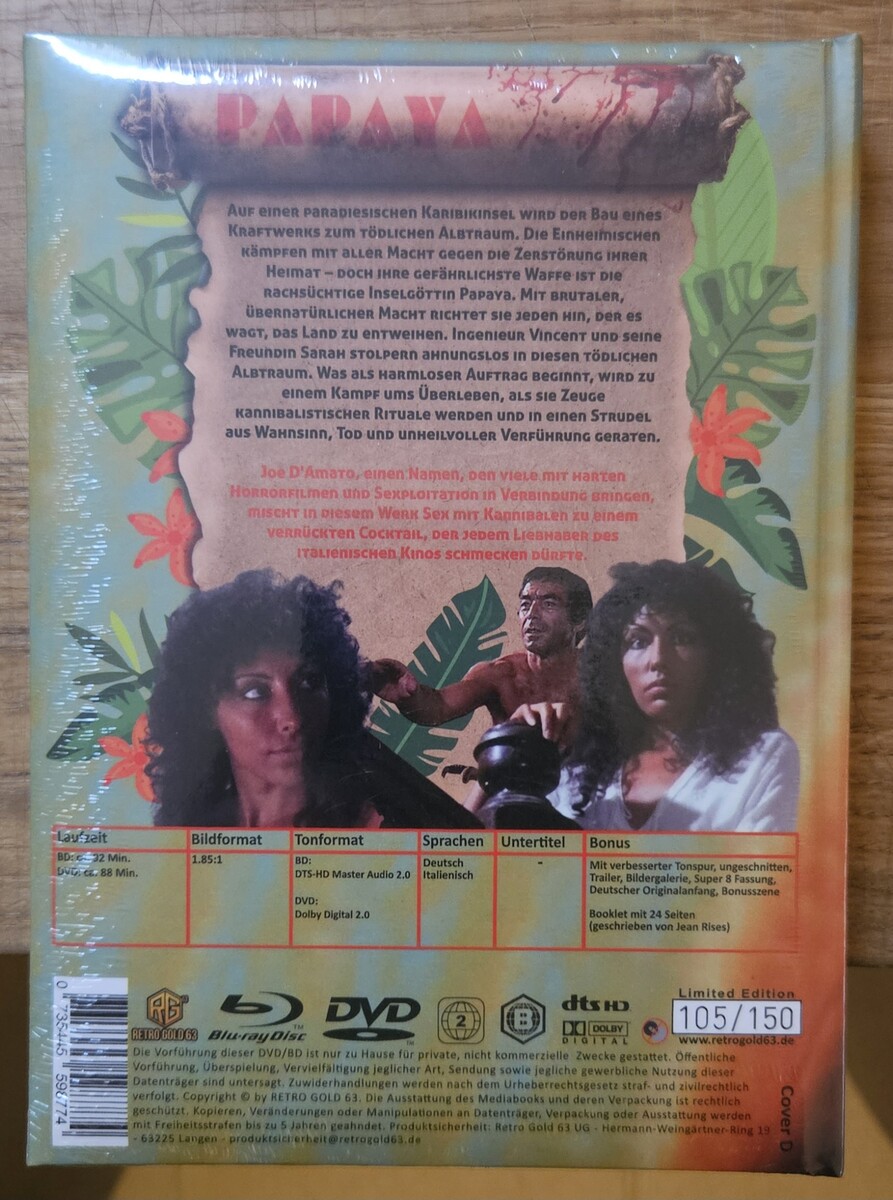 PAPAYA
Auf einer paradiesischen Karibikinsel wird der Bau eines
Kraftwerks zum tödlichen Albtraum. Die Einheimischen
kämpfen mit aller Macht gegen die Zerstörung ihrer
Heimat – doch ihre gefährlichste Waffe ist die
rachsüchtige Inselgöttin Papaya. Mit brutaler,
übernatürlicher Macht richtet sie jeden hin, der es
wagt, das Land zu entweihen. Ingenieur Vincent und seine
Freundin Sarah stolpern ahnungslos in diesen tödlichen
Albtraum. Was als harmloser Auftrag beginnt, wird zu
einem Kampf ums Überleben, als sie Zeuge
kannibalistischer Rituale werden und in einen Strudel
aus Wahnsinn, Tod und unheilvoller Verführung geraten.
Joe D'Amato, einen Namen, den viele mit harten
Horrorfilmen und Sexploitation in Verbindung bringen,
mischt in diesem Werk Sex mit Kannibalen zu einem
verrückten Cocktail, der jedem Liebhaber des
italienischen Kinos schmecken dürfte.
Laufzeit
BD: ca. 92 Min.
DVD: ca. 88 Min.
Bildformat
1.85:1
Tonformat
BD:
DTS-HD Master Audio 2.0
DVD:
Dolby Digital 2.0
Sprachen
Deutsch
Italienisch
Untertitel
-
Bonus
Mit verbesserter Tonspur, ungeschnitten,
Trailer, Bildergalerie, Super 8 Fassung,
Deutscher Originalanfang, Bonusszene
Booklet mit 24 Seiten
(geschrieben von Jean Rises)
RG
RETRO GOLD 63
Blu-ray Disc
DVD
2
B
dts HD
DOLBY
DIGITAL
Limited Edition
105/150
www.retrogold63.de
Die Vorführung dieser DVD/BD ist nur zu Hause für private, nicht kommerzielle Zwecke gestattet. Öffentliche
Vorführung, Überspielung, Vervielfältigung jeglicher Art, Sendung sowie jegliche gewerbliche Nutzung dieser
Datenträger sind untersagt. Zuwiderhandlungen werden nach dem Urheberrechtsgesetz straf- und zivilrechtlich
verfolgt. Copyright © by RETRO GOLD 63. Die Ausstattung des Mediabooks und deren Verpackung ist rechtlich
geschützt. Kopieren, Veränderungen oder Manipulationen an Datenträger, Verpackung oder Ausstattung werden
mit Freiheitsstrafen bis zu 5 Jahren geahndet. Produktsicherheit: Retro Gold 63 UG - Hermann-Weingärtner-Ring 19
- 63225 Langen - produktsicherheit@retrogold63.de
Cover D